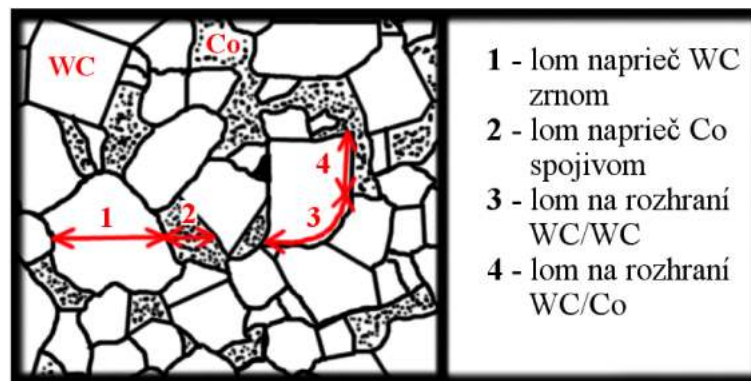 WC
Co
1
2
3
4
1 - lom naprieč WC
zrnom
2 - lom naprieč Co
spojivom
3 - lom na rozhraní
WC/WC
4 - lom na rozhraní
WC/Co